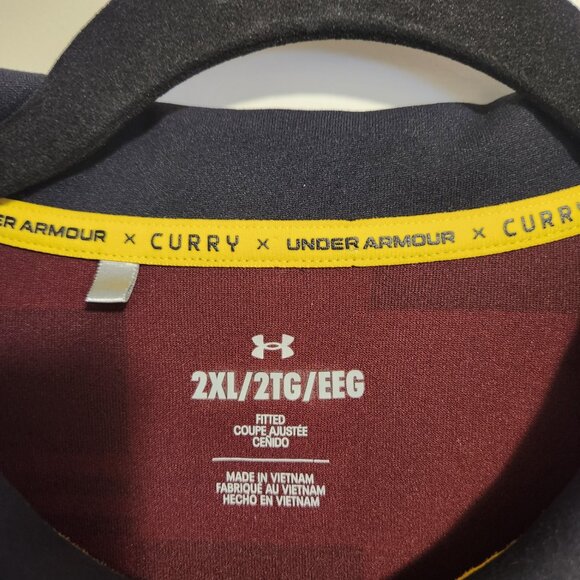 ER ARMOUR × CURRY × UNDER ARMOUR × CURRY
2XL/2TG/EEG
FITTED
COUPE AJUSTÉE
CEÑIDO
MADE IN VIETNAM
FABRIQUÉ AU VIETNAM
HECHO EN VIETNAM